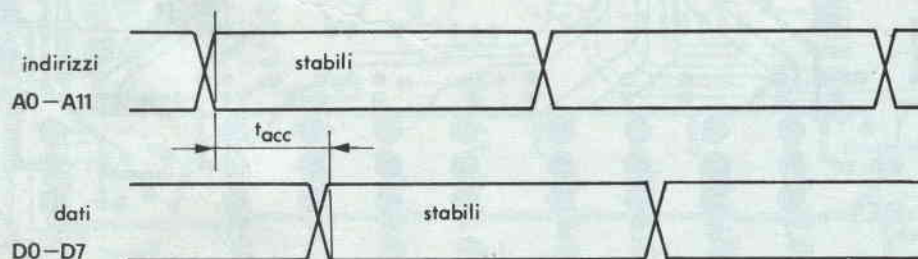 indirizzi
stabili
A0-A11
tacc
dati
stabili
D0-D7